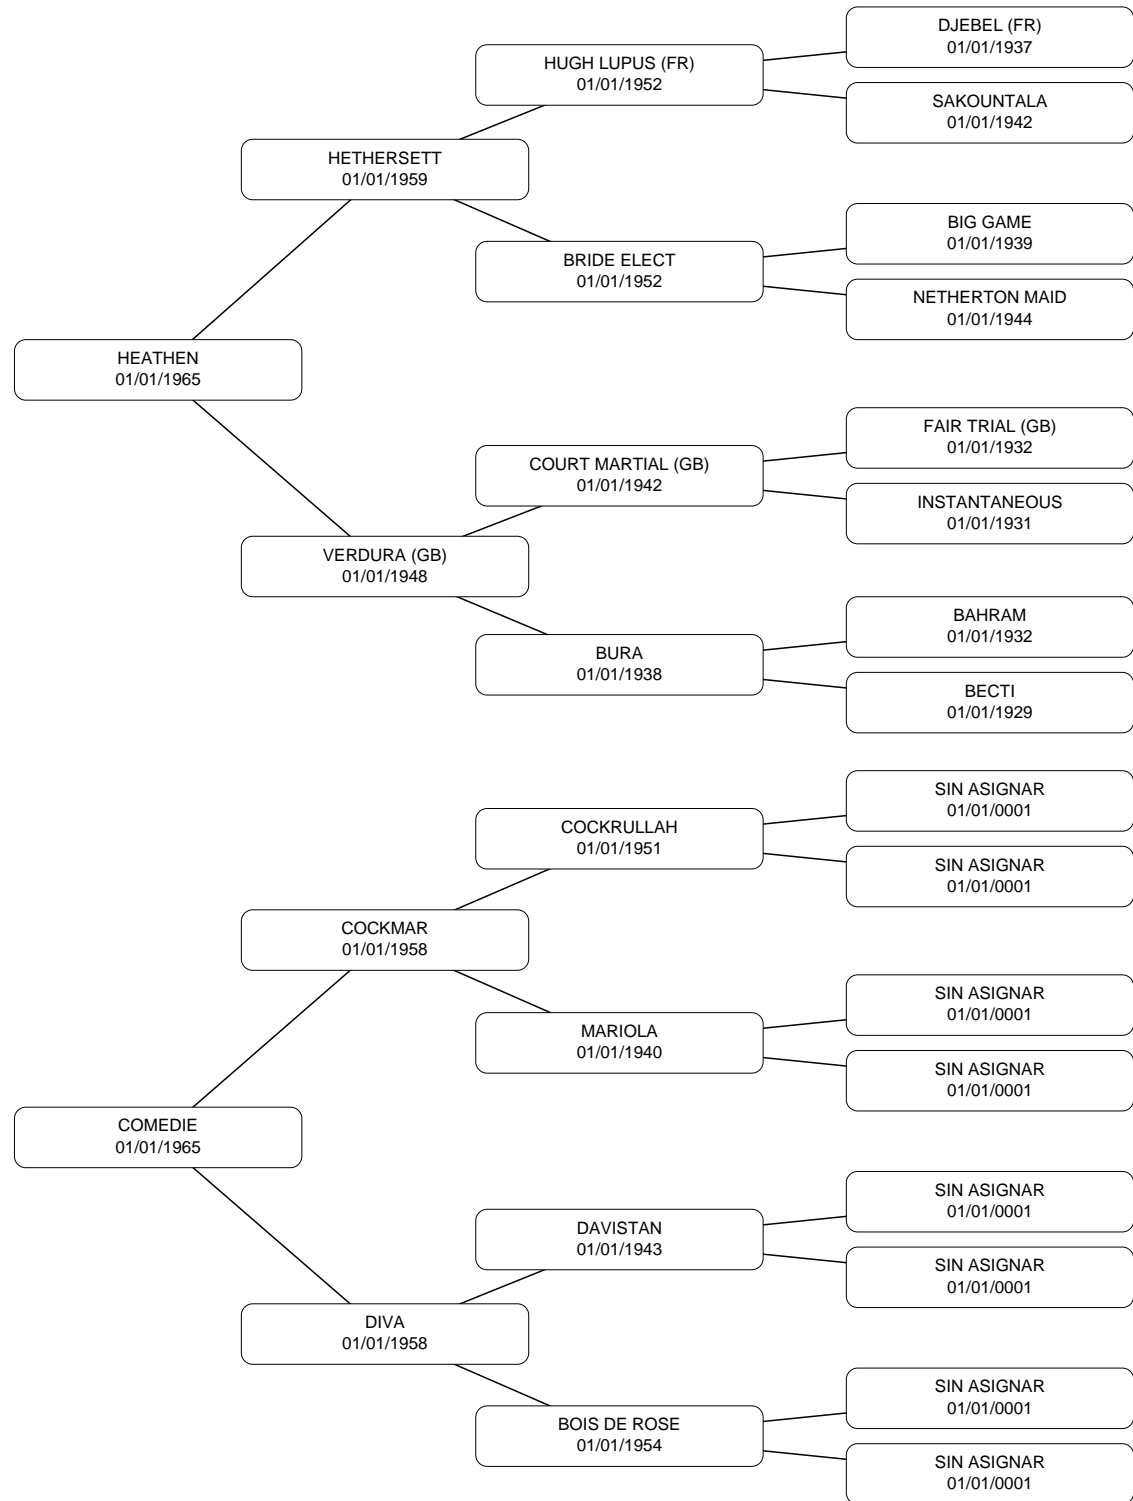 DJEBEL (FR)
01/01/1937
HUGH LUPUS (FR)
01/01/1952
SAKOUNTALA
01/01/1942
HETHERSETT
01/01/1959
BIG GAME
01/01/1939
BRIDE ELECT
01/01/1952
NETHERTON MAID
01/01/1944
HEATHEN
01/01/1965
FAIR TRIAL (GB)
01/01/1932
COURT MARTIAL (GB)
01/01/1942
INSTANTANEOUS
01/01/1931
VERDURA (GB)
01/01/1948
BAHRAM
01/01/1932
BURA
01/01/1938
BECTI
01/01/1929
SIN ASIGNAR
01/01/0001
COCKRULLAH
01/01/1951
SIN ASIGNAR
01/01/0001
COCKMAR
01/01/1958
SIN ASIGNAR
01/01/0001
MARIOLA
01/01/1940
SIN ASIGNAR
01/01/0001
COMEDIE
01/01/1965
SIN ASIGNAR
01/01/0001
DAVISTAN
01/01/1943
SIN ASIGNAR
01/01/0001
DIVA
01/01/1958
SIN ASIGNAR
01/01/0001
BOIS DE ROSE
01/01/1954
SIN ASIGNAR
01/01/0001